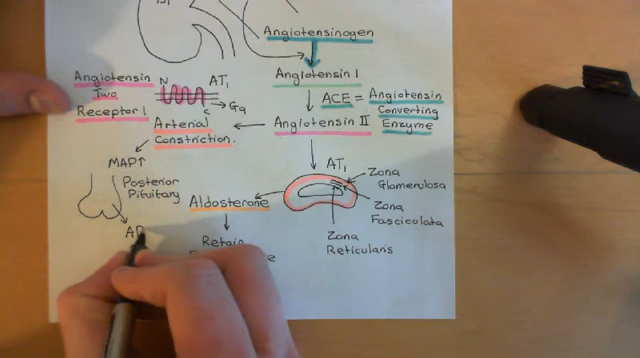 Angiotensinogen
Angiotensin I
ACE = Angiotensin
Converting
Enzyme
Angiotensin
Two
Receptor 1
N
AT1
C
Gq
Angiotensin II
Arterial
Constriction.
MAP↑
Posterior
Pituitary
AT1
Zona
Glomerulosa
Zona
Fasciculata
Zona
Reticularis
Aldosterone
Retain